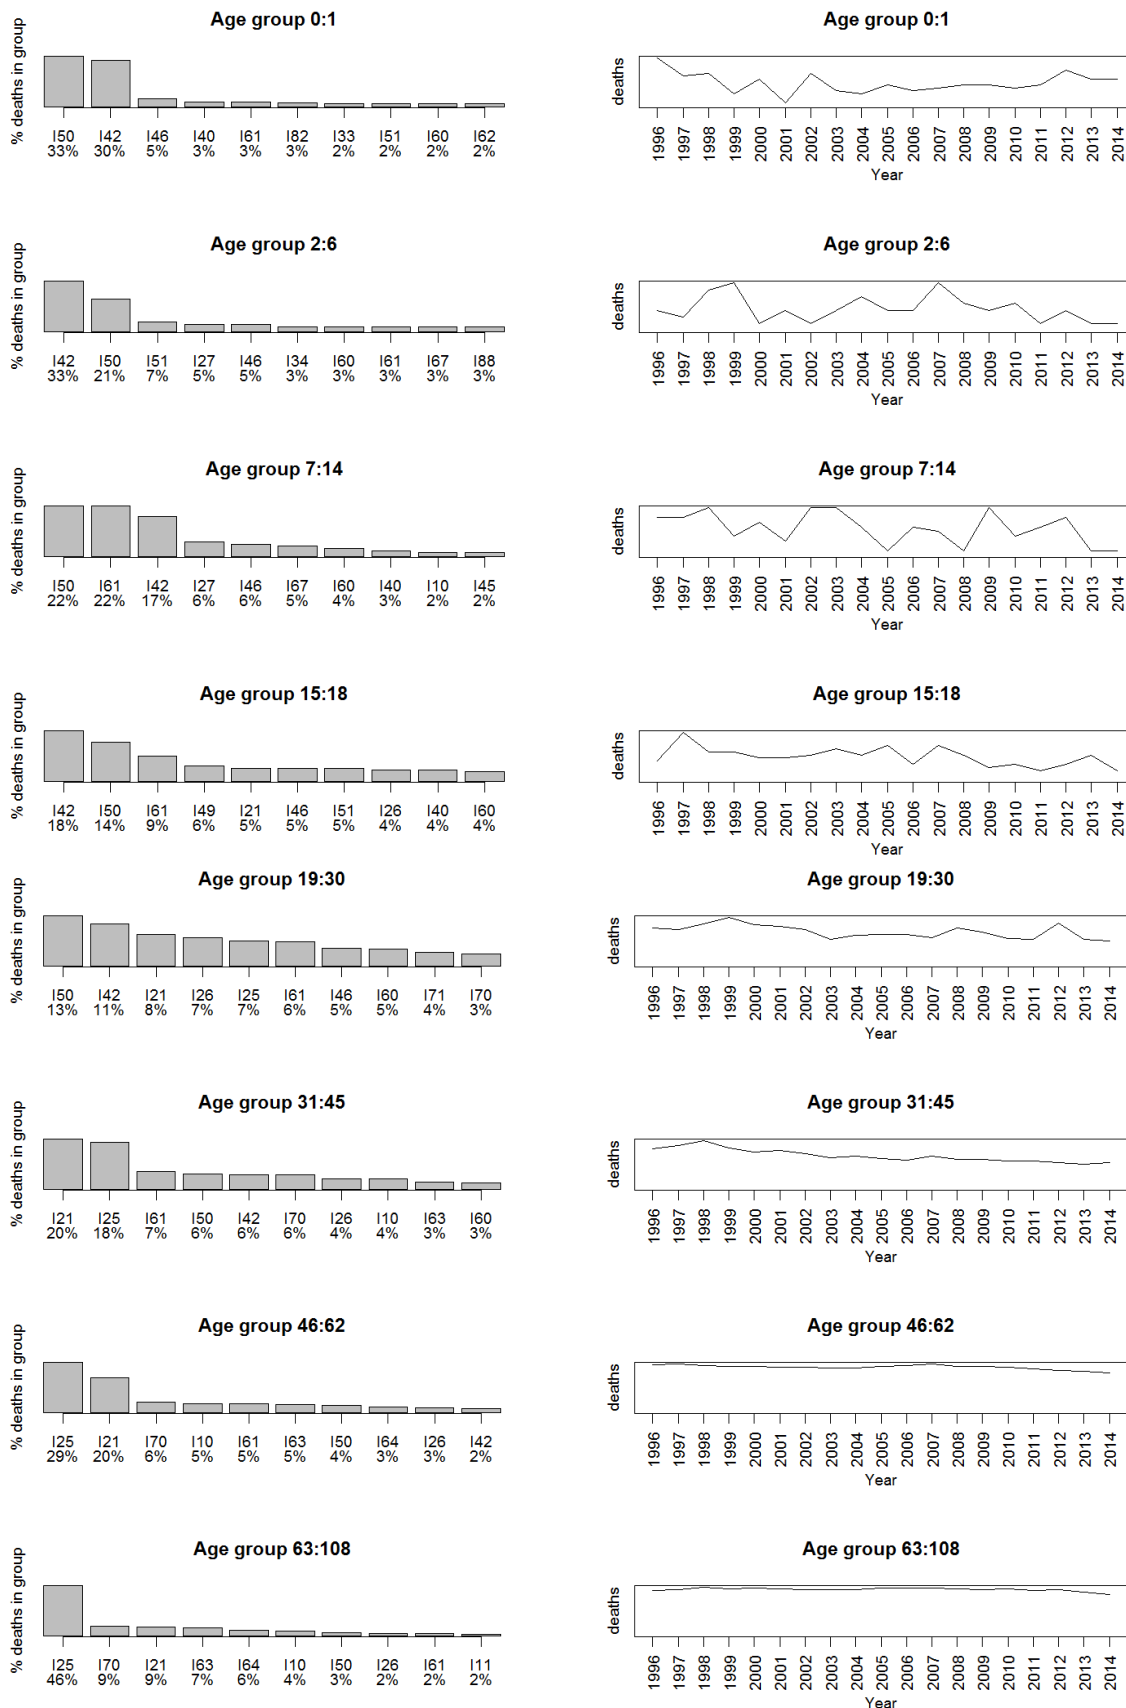 Age group 0:1
% deaths in group
I50 I42 I46 I40 I61 I82 I33 I51 I60 I62
33% 30% 5% 3% 3% 3% 2% 2% 2% 2%
Age group 0:1
deaths
1996 1997 1998 1999 2000 2001 2002 2003 2004 2005 2006 2007 2008 2009 2010 2011 2012 2013 2014
Year
Age group 2:6
% deaths in group
I42 I50 I51 I27 I46 I34 I60 I61 I67 I88
33% 21% 7% 5% 5% 3% 3% 3% 3% 3%
Age group 2:6
deaths
1996 1997 1998 1999 2000 2001 2002 2003 2004 2005 2006 2007 2008 2009 2010 2011 2012 2013 2014
Year
Age group 7:14
% deaths in group
I50 I61 I42 I27 I46 I67 I60 I40 I10 I45
22% 22% 17% 6% 6% 5% 4% 3% 2% 2%
Age group 7:14
deaths
1996 1997 1998 1999 2000 2001 2002 2003 2004 2005 2006 2007 2008 2009 2010 2011 2012 2013 2014
Year
Age group 15:18
% deaths in group
I42 I50 I61 I49 I21 I46 I51 I26 I40 I60
18% 14% 9% 6% 5% 5% 5% 4% 4% 4%
Age group 15:18
deaths
1996 1997 1998 1999 2000 2001 2002 2003 2004 2005 2006 2007 2008 2009 2010 2011 2012 2013 2014
Year
Age group 19:30
% deaths in group
I50 I42 I21 I26 I25 I61 I46 I60 I71 I70
13% 11% 8% 7% 7% 6% 5% 5% 4% 3%
Age group 19:30
deaths
1996 1997 1998 1999 2000 2001 2002 2003 2004 2005 2006 2007 2008 2009 2010 2011 2012 2013 2014
Year
Age group 31:45
% deaths in group
I21 I25 I61 I50 I42 I70 I26 I10 I63 I60
20% 18% 7% 6% 6% 6% 4% 4% 3% 3%
Age group 31:45
deaths
1996 1997 1998 1999 2000 2001 2002 2003 2004 2005 2006 2007 2008 2009 2010 2011 2012 2013 2014
Year
Age group 46:62
% deaths in group
I25 I21 I70 I10 I61 I63 I50 I64 I26 I42
29% 20% 6% 5% 5% 5% 4% 3% 3% 2%
Age group 46:62
deaths
1996 1997 1998 1999 2000 2001 2002 2003 2004 2005 2006 2007 2008 2009 2010 2011 2012 2013 2014
Year
Age group 63:108
% deaths in group
I25 I70 I21 I63 I64 I10 I50 I26 I61 I11
46% 9% 9% 7% 6% 4% 3% 2% 2% 2%
Age group 63:108
deaths
1996 1997 1998 1999 2000 2001 2002 2003 2004 2005 2006 2007 2008 2009 2010 2011 2012 2013 2014
Year